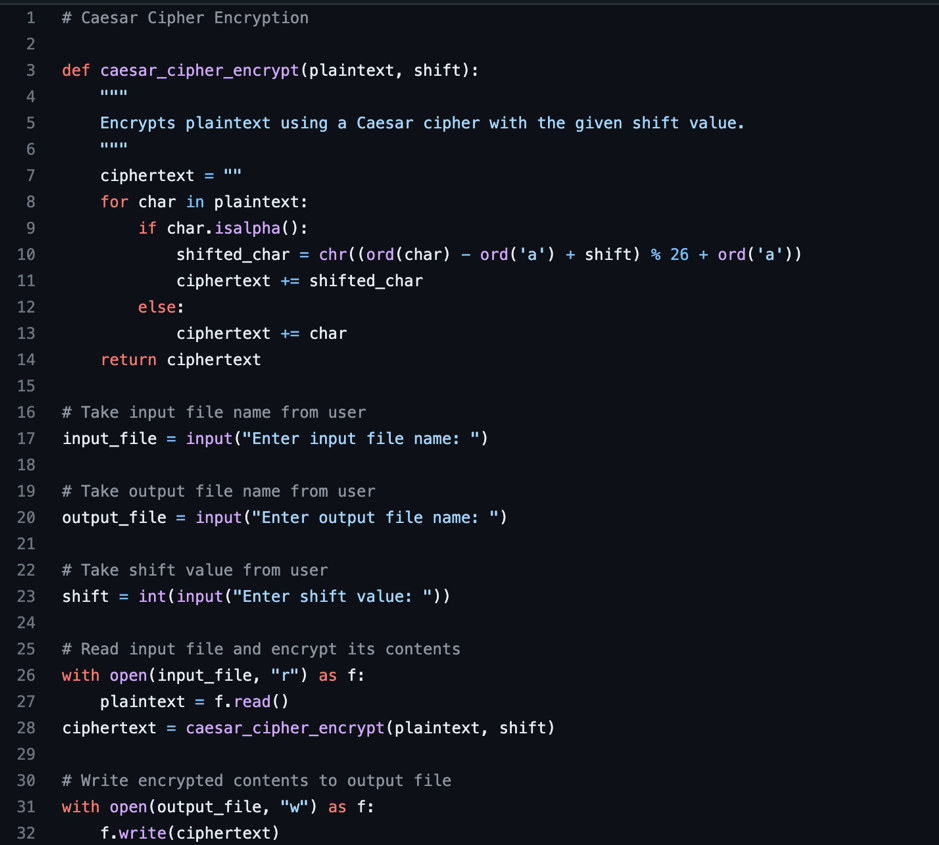 1 # Caesar Cipher Encryption
2
3 def caesar_cipher_encrypt(plaintext, shift):
4     """
5     Encrypts plaintext using a Caesar cipher with the given shift value.
6     """
7     ciphertext = ""
8     for char in plaintext:
9         if char.isalpha():
10             shifted_char = chr((ord(char) - ord('a') + shift) % 26 + ord('a'))
11             ciphertext += shifted_char
12         else:
13             ciphertext += char
14     return ciphertext
15
16 # Take input file name from user
17 input_file = input("Enter input file name: ")
18
19 # Take output file name from user
20 output_file = input("Enter output file name: ")
21
22 # Take shift value from user
23 shift = int(input("Enter shift value: "))
24
25 # Read input file and encrypt its contents
26 with open(input_file, "r") as f:
27     plaintext = f.read()
28 ciphertext = caesar_cipher_encrypt(plaintext, shift)
29
30 # Write encrypted contents to output file
31 with open(output_file, "w") as f:
32     f.write(ciphertext)